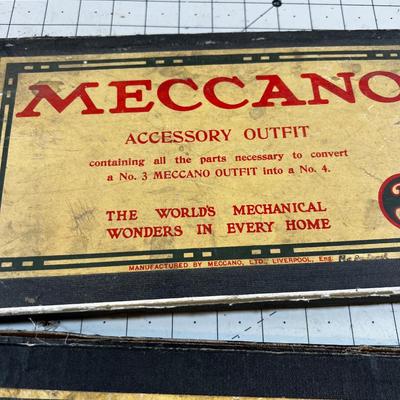 MECCANO
ACCESSORY OUTFIT
containing all the parts necessary to convert
a No. 3 MECCANO OUTFIT into a No. 4.
THE WORLD'S MECHANICAL
WONDERS IN EVERY HOME
MANUFACTURED BY MECCANO, LTD., LIVERPOOL, Eng.